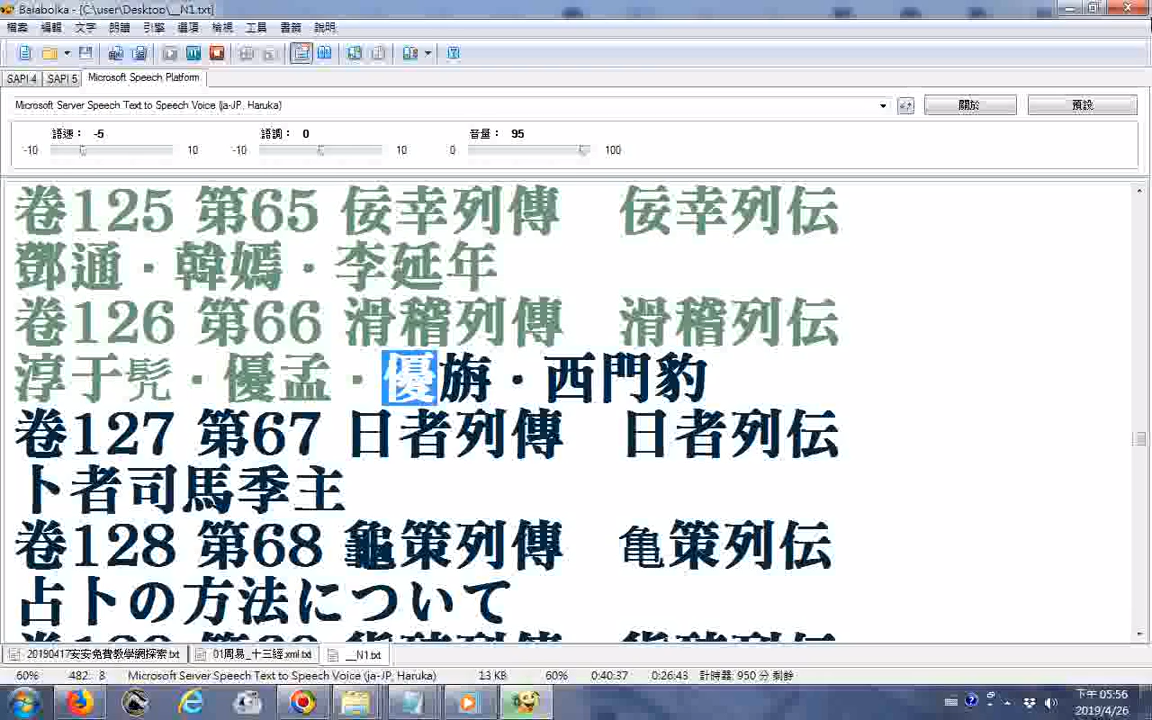 Balabolka - [C:\user\Desktop\__N1.txt]
檔案 編輯 文字 朗讀 引擎 選項 檢視 工具 書籤 說明
SAPI 4 SAPI 5 Microsoft Speech Platform
Microsoft Server Speech Text to Speech Voice (ja-JP, Haruka) 關於 預設
語速： -5 語調： 0 音量： 95
-10 10 -10 10 0 100
卷125 第65 佞幸列傳　佞幸列伝
鄧通・韓嫣・李延年
卷126 第66 滑稽列傳　滑稽列伝
淳于髡・優孟・優旃・西門豹
卷127 第67 日者列傳　日者列伝
卜者司馬季主
卷128 第68 龜策列傳　亀策列伝
占卜の方法について
20190417安安免費教學網探索.txt 01周易_十三經.xml.txt __N1.txt
60% 482: 8 Microsoft Server Speech Text to Speech Voice (ja-JP, Haruka) 13 KB 60% 0:40:37 0:26:43 計時器: 950 分 剩餘
下午 05:56
2019/4/26